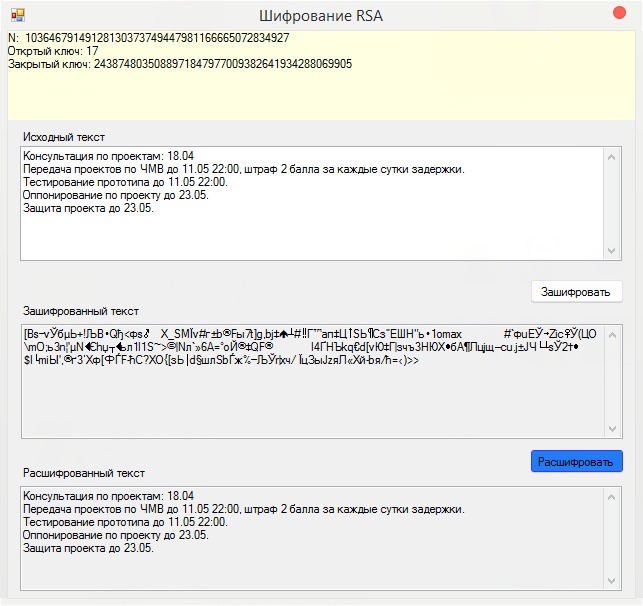 Шифрование RSA
N: 1036467914912813037374944798116665072834927
Откртый ключ: 17
Закрытый ключ: 243874803508897184797700938264193428806990​5
Исходный текст
Консультация по проектам: 18.04
Передача проектов по ЧМВ до 11.05 22:00, штраф 2 балла за каждые сутки задержки.
Тестирование прототипа до 11.05 22:00.
Оппонирование по проекту до 23.05.
Защита проекта до 23.05.
Зашифровать
Зашифрованный текст
Расшифровать
Расшифрованный текст
Консультация по проектам: 18.04
Передача проектов по ЧМВ до 11.05 22:00, штраф 2 балла за каждые сутки задержки.
Тестирование прототипа до 11.05 22:00.
Оппонирование по проекту до 23.05.
Защита проекта до 23.05.